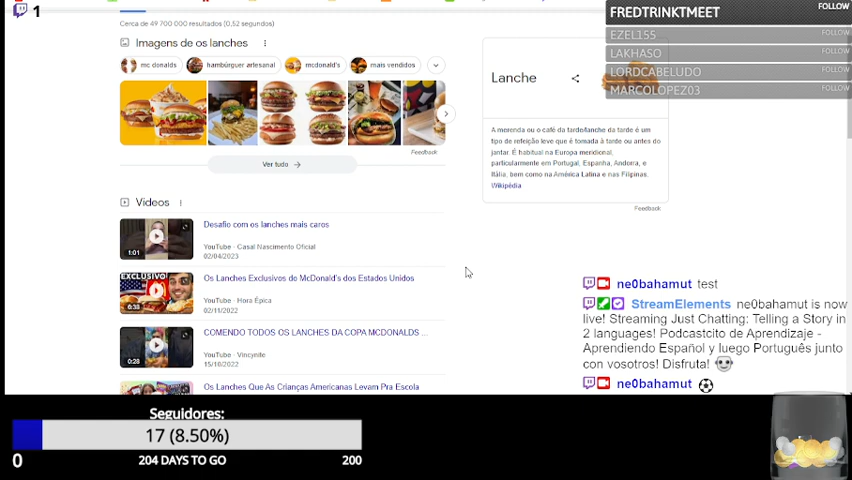 1
Cerca de 49 700 000 resultados (0,52 segundos)
Imagens de os lanches
mc donalds
hambúrguer artesanal
mcdonald's
mais vendidos
Feedback
Ver tudo
Vídeos
Desafio com os lanches mais caros
YouTube · Casal Nascimento Oficial
02/04/2023
1:01
Os Lanches Exclusivos do McDonald's dos Estados Unidos
YouTube · Hora Épica
02/11/2022
EXCLUSIVO
6:38
COMENDO TODOS OS LANCHES DA COPA MCDONALDS ...
YouTube · Vincynite
15/10/2022
0:28
Os Lanches Que As Crianças Americanas Levam Pra Escola
Lanche
A merenda ou o café da tarde/lanche da tarde é um
tipo de refeição leve que é tomada à tarde ou antes do
jantar. É habitual na Europa meridional,
particularmente em Portugal, Espanha, Andorra, e
Itália, bem como na América Latina e nas Filipinas.
Wikipédia
Feedback
FREDTRINKTMEET FOLLOW
EZEL155 FOLLOW
LAKHASO FOLLOW
LORDCABELUDO FOLLOW
MARCOLOPEZ03 FOLLOW
ne0bahamut test
StreamElements ne0bahamut is now
live! Streaming Just Chatting: Telling a Story in
2 languages! Podcastcito de Aprendizaje -
Aprendiendo Español y luego Português junto
con vosotros! Disfruta!
ne0bahamut
Seguidores:
17 (8.50%)
0 204 DAYS TO GO 200